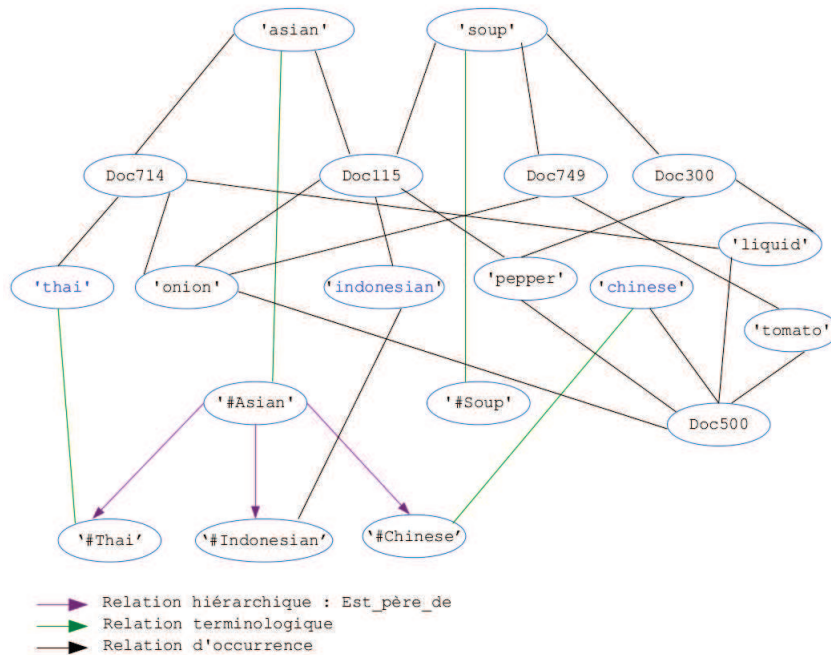 'asian' 'soup'
Doc714 Doc115 Doc749 Doc300
'liquid'
'thai' 'onion' 'indonesian' 'pepper' 'chinese'
'tomato'
'#Asian' '#Soup'
Doc500
'#Thai' '#Indonesian' '#Chinese'
Relation hiérarchique : Est_père_de
Relation terminologique
Relation d'occurrence